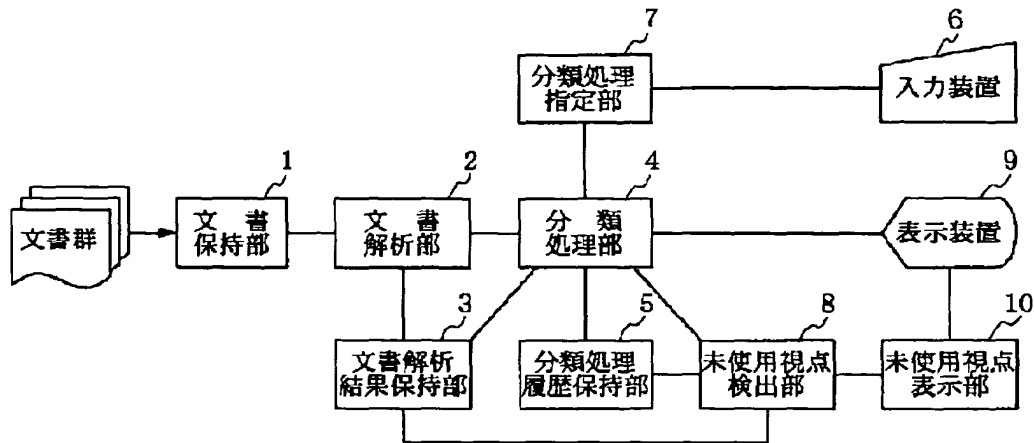 7
分類処理
指定部
6
入力装置
文書群
1
文書
保持部
2
文書
解析部
4
分類
処理部
9
表示装置
3
文書解析
結果保持部
5
分類処理
履歴保持部
8
未使用視点
検出部
10
未使用視点
表示部